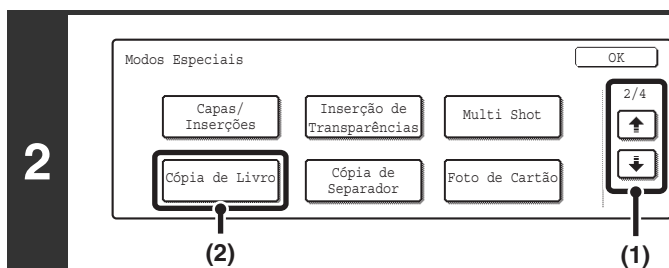 2
Modos Especiais
OK
2/4
Capas/
Inserções
Inserção de
Transparências
Multi Shot
Cópia de Livro
Cópia de
Separador
Foto de Cartão
(2)
(1)